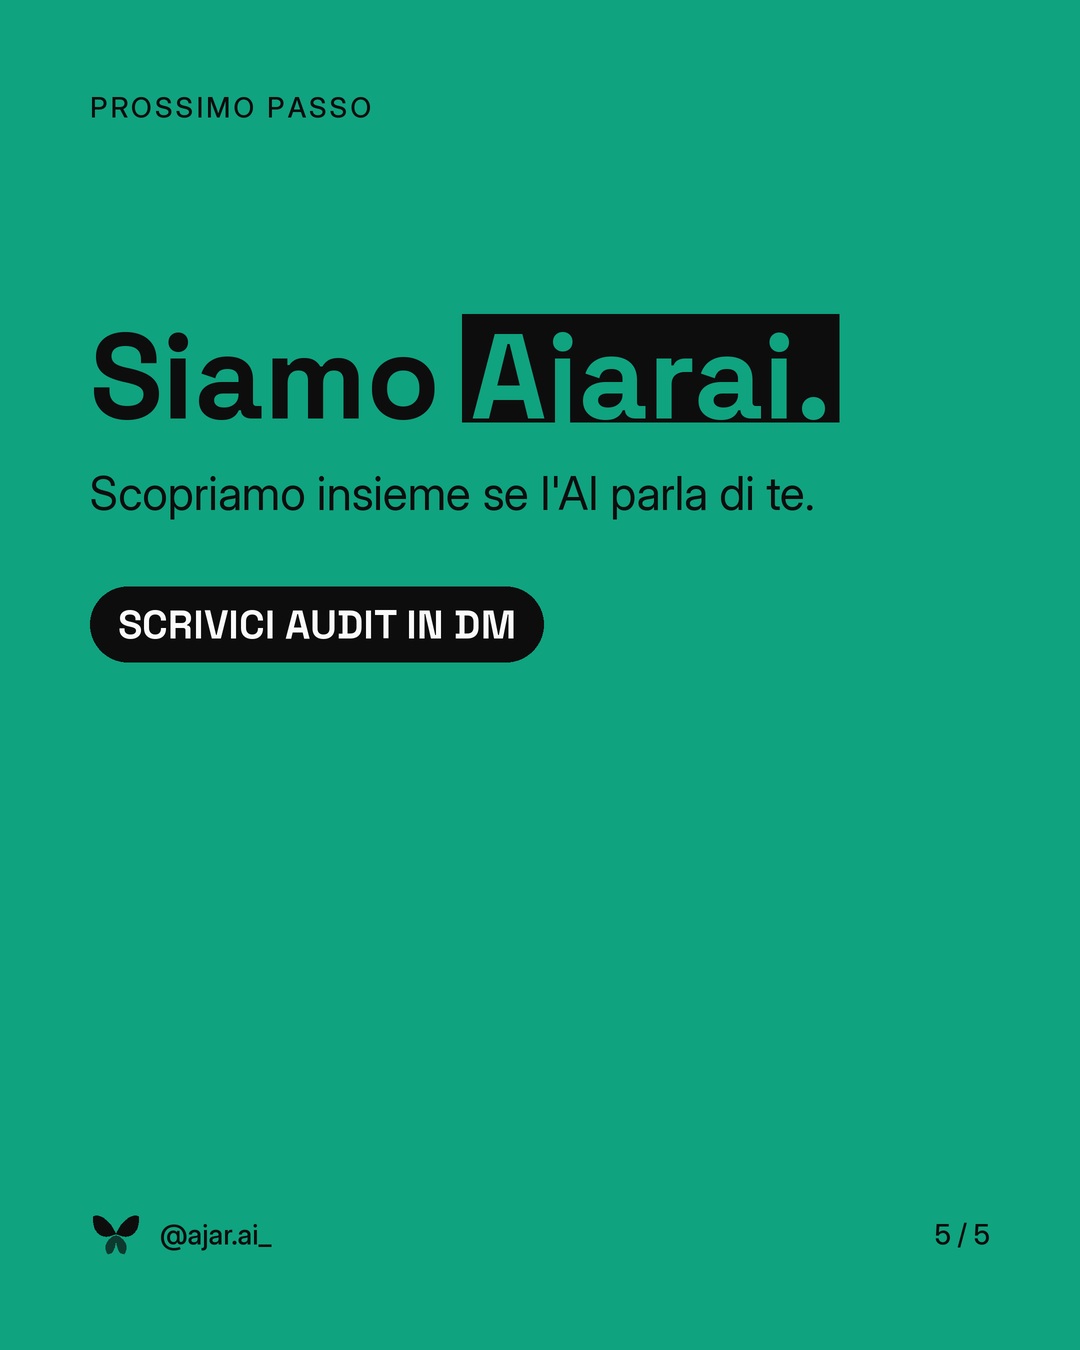 PROSSIMO PASSO
Siamo Ajarai.
Scopriamo insieme se l'AI parla di te.
SCRIVICI AUDIT IN DM
@ajar.ai_
5 / 5